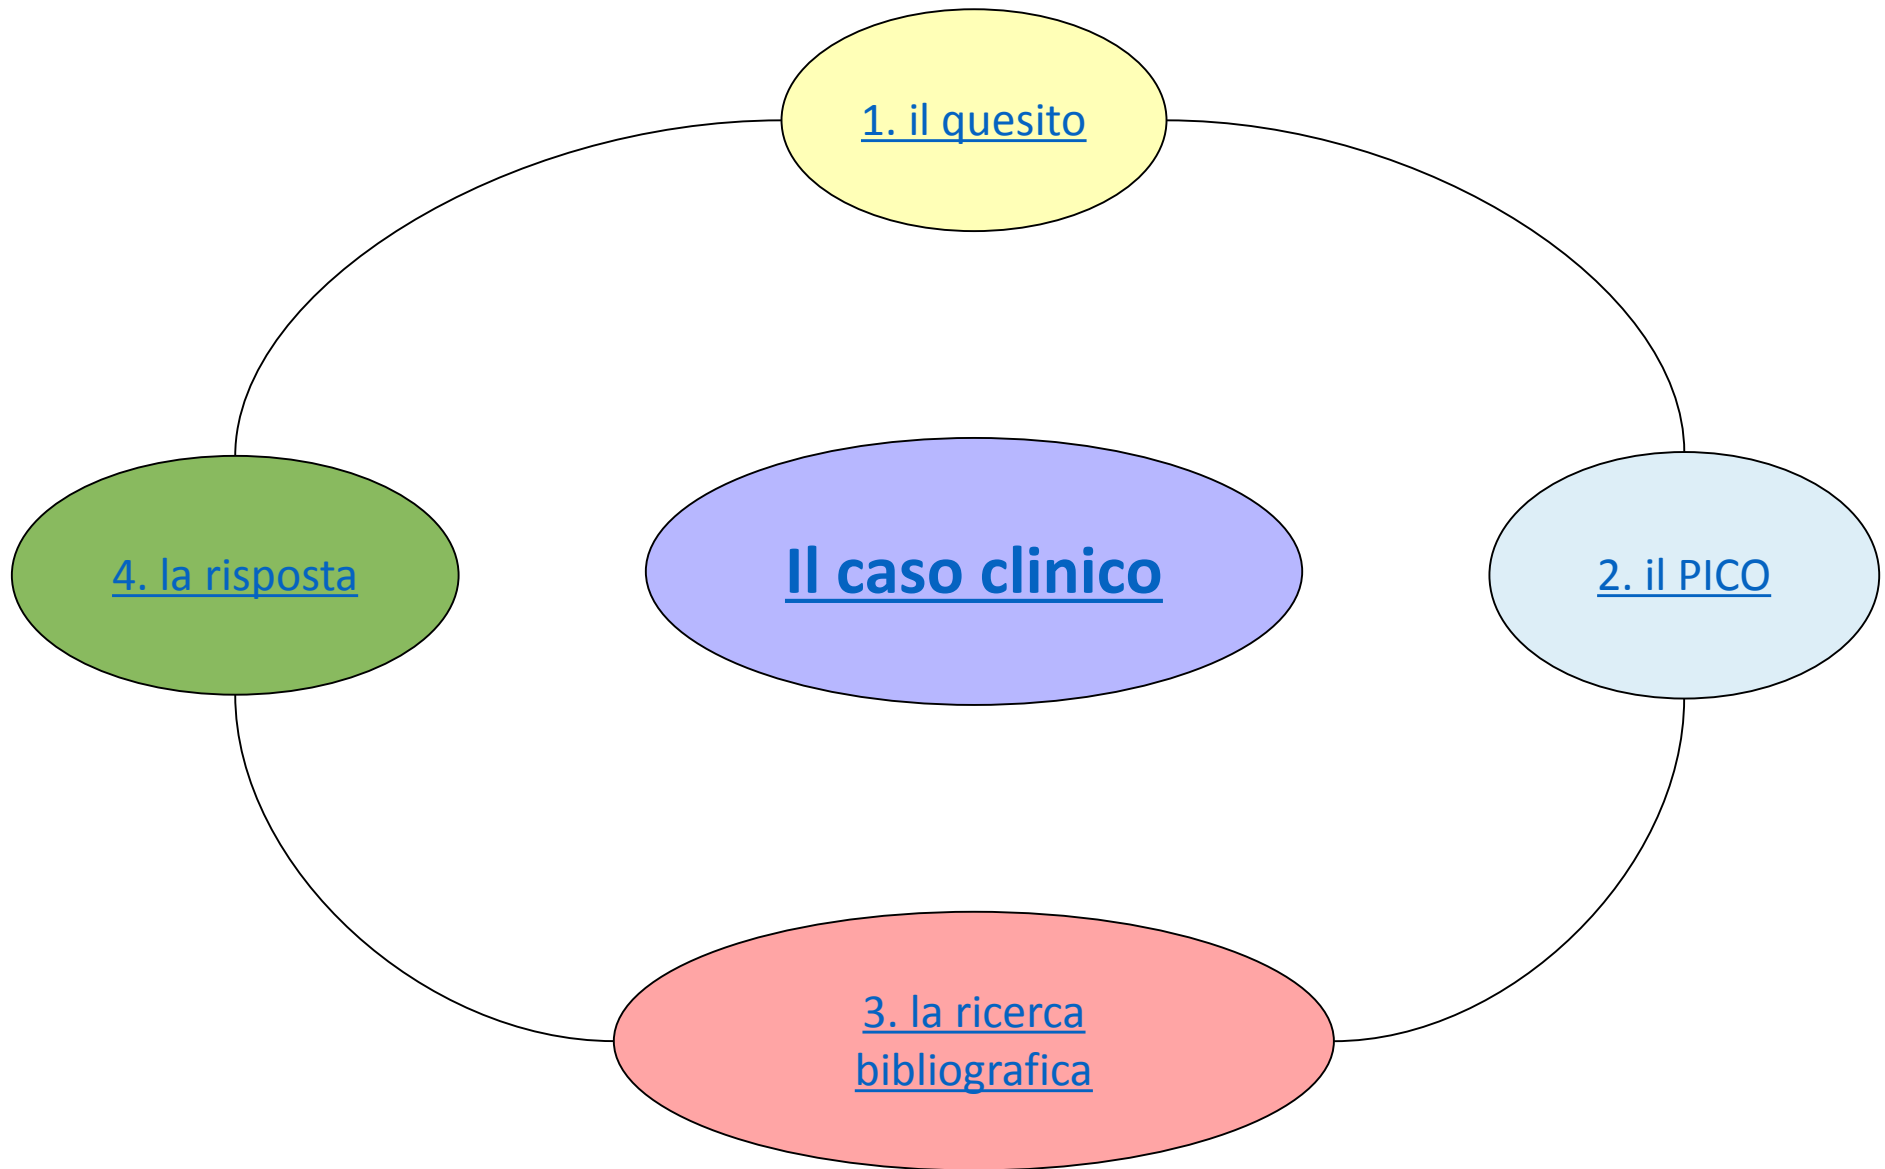 1. il quesito
4. la risposta
Il caso clinico
2. il PICO
3. la ricerca
bibliografica